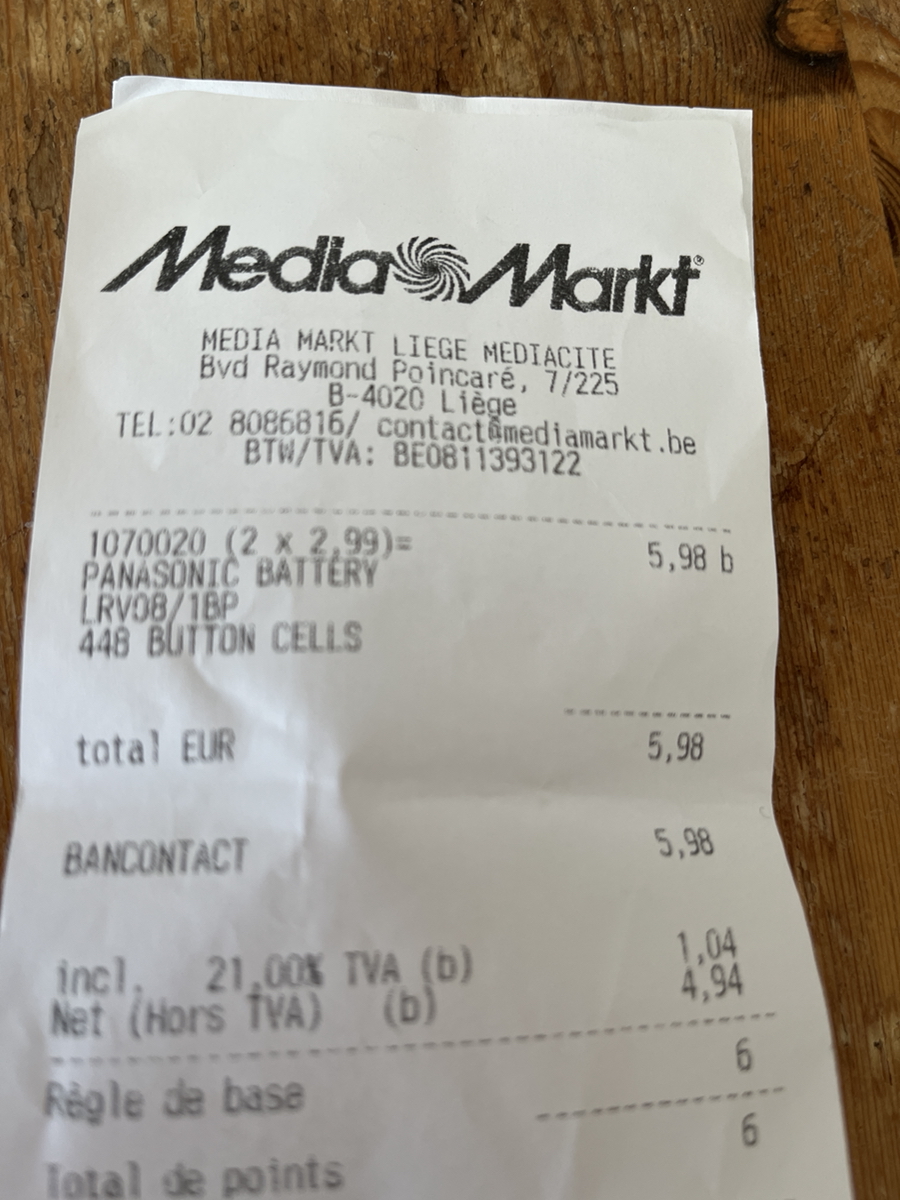 MediaMarkt®
MEDIA MARKT LIEGE MEDIACITE
Bvd Raymond Poincaré, 7/225
B-4020 Liège
TEL:02 8086816/ contact@mediamarkt.be
BTW/TVA: BE0811393122
1070020 (2 x 2,99)= 5,98 b
PANASONIC BATTERY
LRV08/1BP
448 BUTTON CELLS
total EUR 5,98
BANCONTACT 5,98
incl. 21,00% TVA (b) 1,04
Net (Hors TVA) (b) 4,94
Règle de base 6
Total de points 6